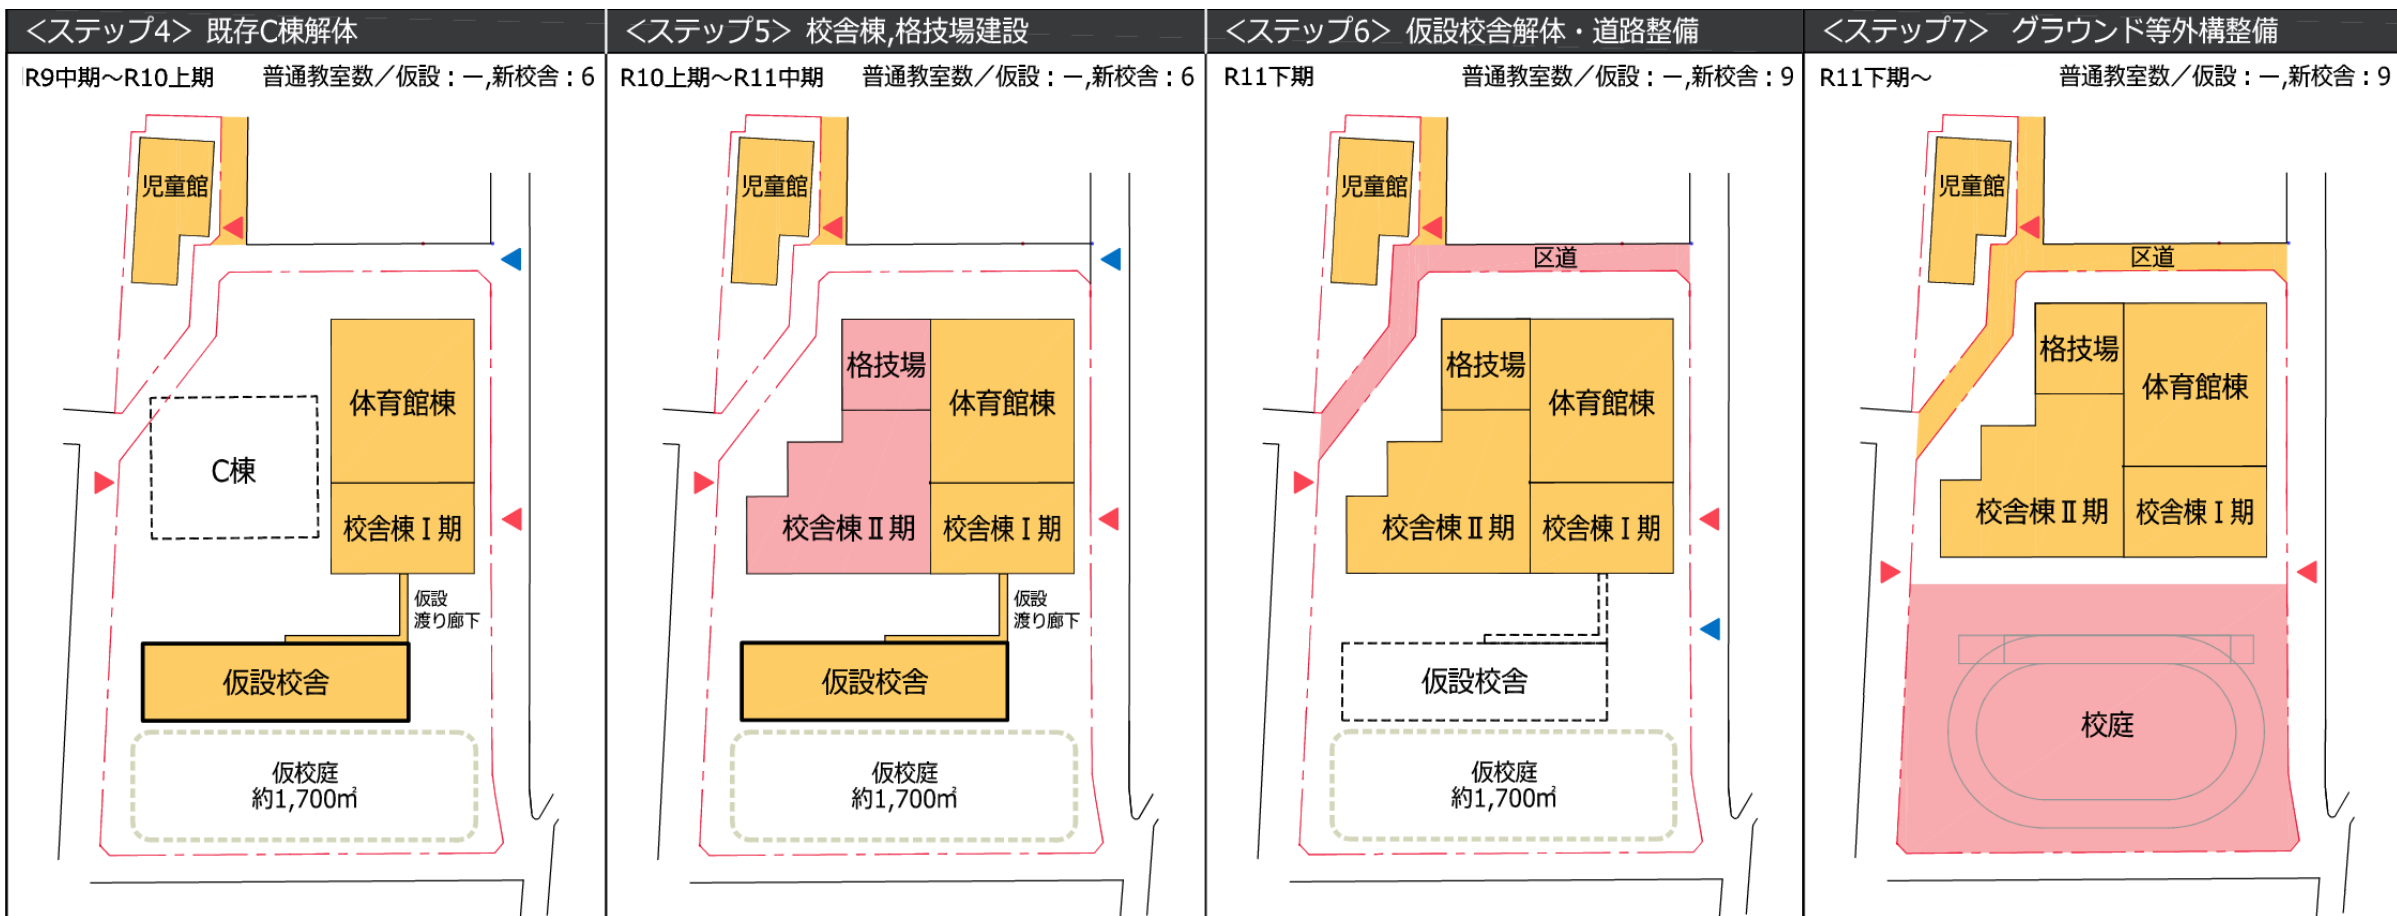 ＜ステップ4＞ 既存C棟解体
R9中期～R10上期 普通教室数／仮設：ー,新校舎：6
児童館
体育館棟
C棟
校舎棟Ⅰ期
仮設
渡り廊下
仮設校舎
仮校庭
約1,700㎡
＜ステップ5＞ 校舎棟,格技場建設
R10上期～R11中期 普通教室数／仮設：ー,新校舎：6
児童館
格技場
体育館棟
校舎棟Ⅱ期
校舎棟Ⅰ期
仮設
渡り廊下
仮設校舎
仮校庭
約1,700㎡
＜ステップ6＞ 仮設校舎解体・道路整備
R11下期 普通教室数／仮設：ー,新校舎：9
児童館
区道
格技場
体育館棟
校舎棟Ⅱ期
校舎棟Ⅰ期
仮設校舎
仮校庭
約1,700㎡
＜ステップ7＞ グラウンド等外構整備
R11下期～ 普通教室数／仮設：ー,新校舎：9
児童館
区道
格技場
体育館棟
校舎棟Ⅱ期
校舎棟Ⅰ期
校庭